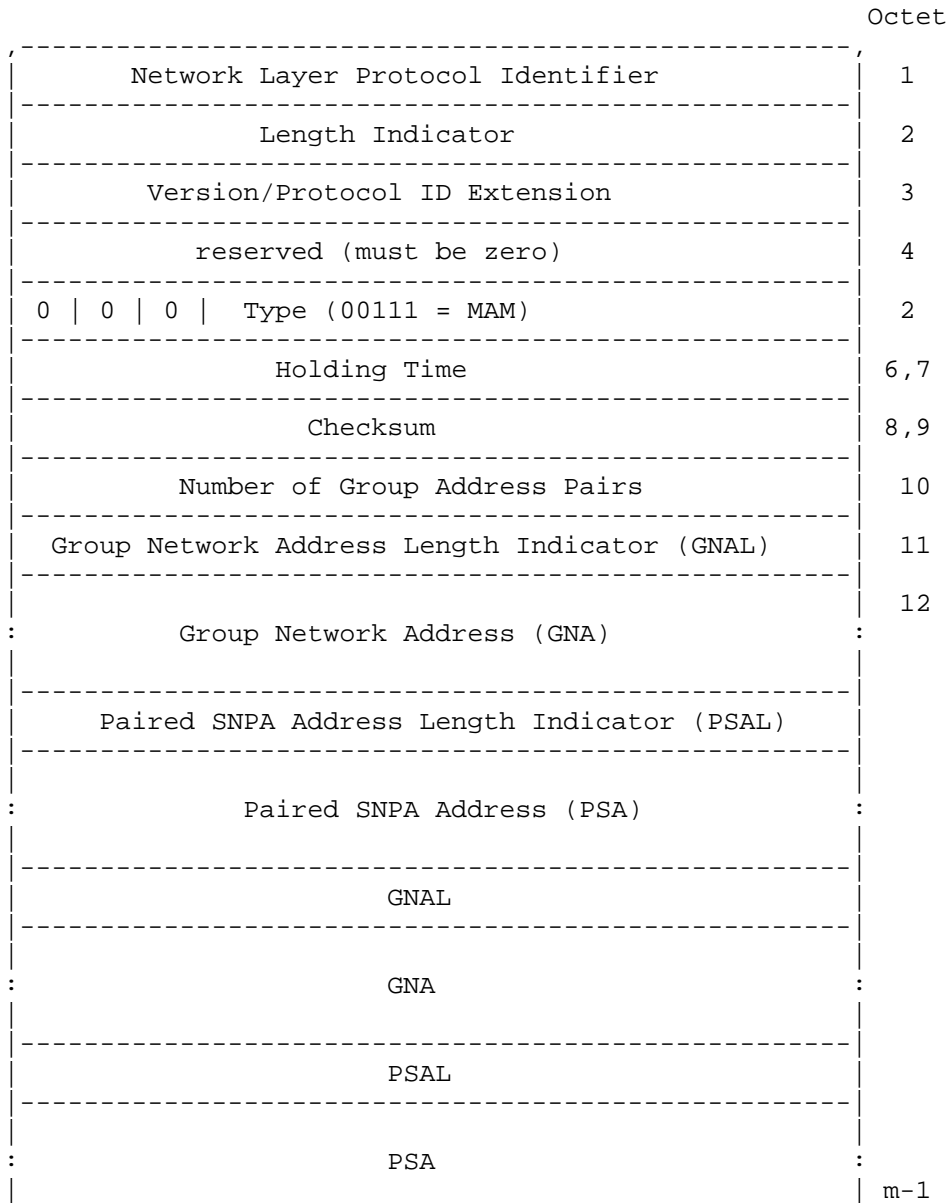 Octet
,----------------------------------------------------,
| Network Layer Protocol Identifier | 1
|----------------------------------------------------|
| Length Indicator | 2
|----------------------------------------------------|
| Version/Protocol ID Extension | 3
|----------------------------------------------------|
| reserved (must be zero) | 4
|----------------------------------------------------|
| 0 | 0 | 0 | Type (00111 = MAM) | 2
|----------------------------------------------------|
| Holding Time | 6,7
|----------------------------------------------------|
| Checksum | 8,9
|----------------------------------------------------|
| Number of Group Address Pairs | 10
|----------------------------------------------------|
| Group Network Address Length Indicator (GNAL) | 11
|----------------------------------------------------|
| | 12
: Group Network Address (GNA) :
| |
|----------------------------------------------------|
| Paired SNPA Address Length Indicator (PSAL) |
|----------------------------------------------------|
| |
: Paired SNPA Address (PSA) :
| |
|----------------------------------------------------|
| GNAL |
|----------------------------------------------------|
| |
: GNA :
| |
|----------------------------------------------------|
| PSAL |
|----------------------------------------------------|
| |
: PSA :
| | m-1